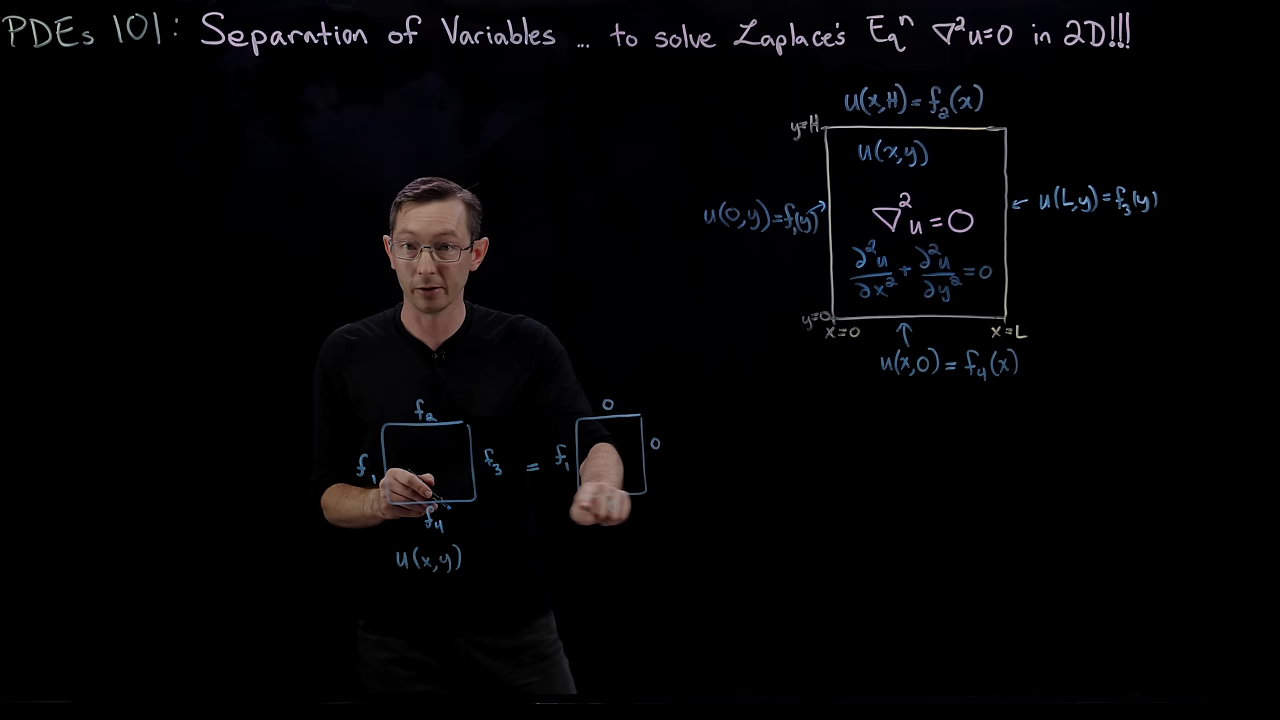 PDEs 101: Separation of Variables ... to solve Laplace's Eqⁿ ∇²u=0 in 2D!!!
u(x,H)=f₂(x)
y=H
u(x,y)
u(0,y)=f₁(y)
∇²u=0
u(L,y)=f₃(y)
∂²u/∂x² + ∂²u/∂y² = 0
y=0
x=0
x=L
u(x,0)=f₄(x)
f₂
0
f₁
f₃
=
f₁
0
f₄
u(x,y)